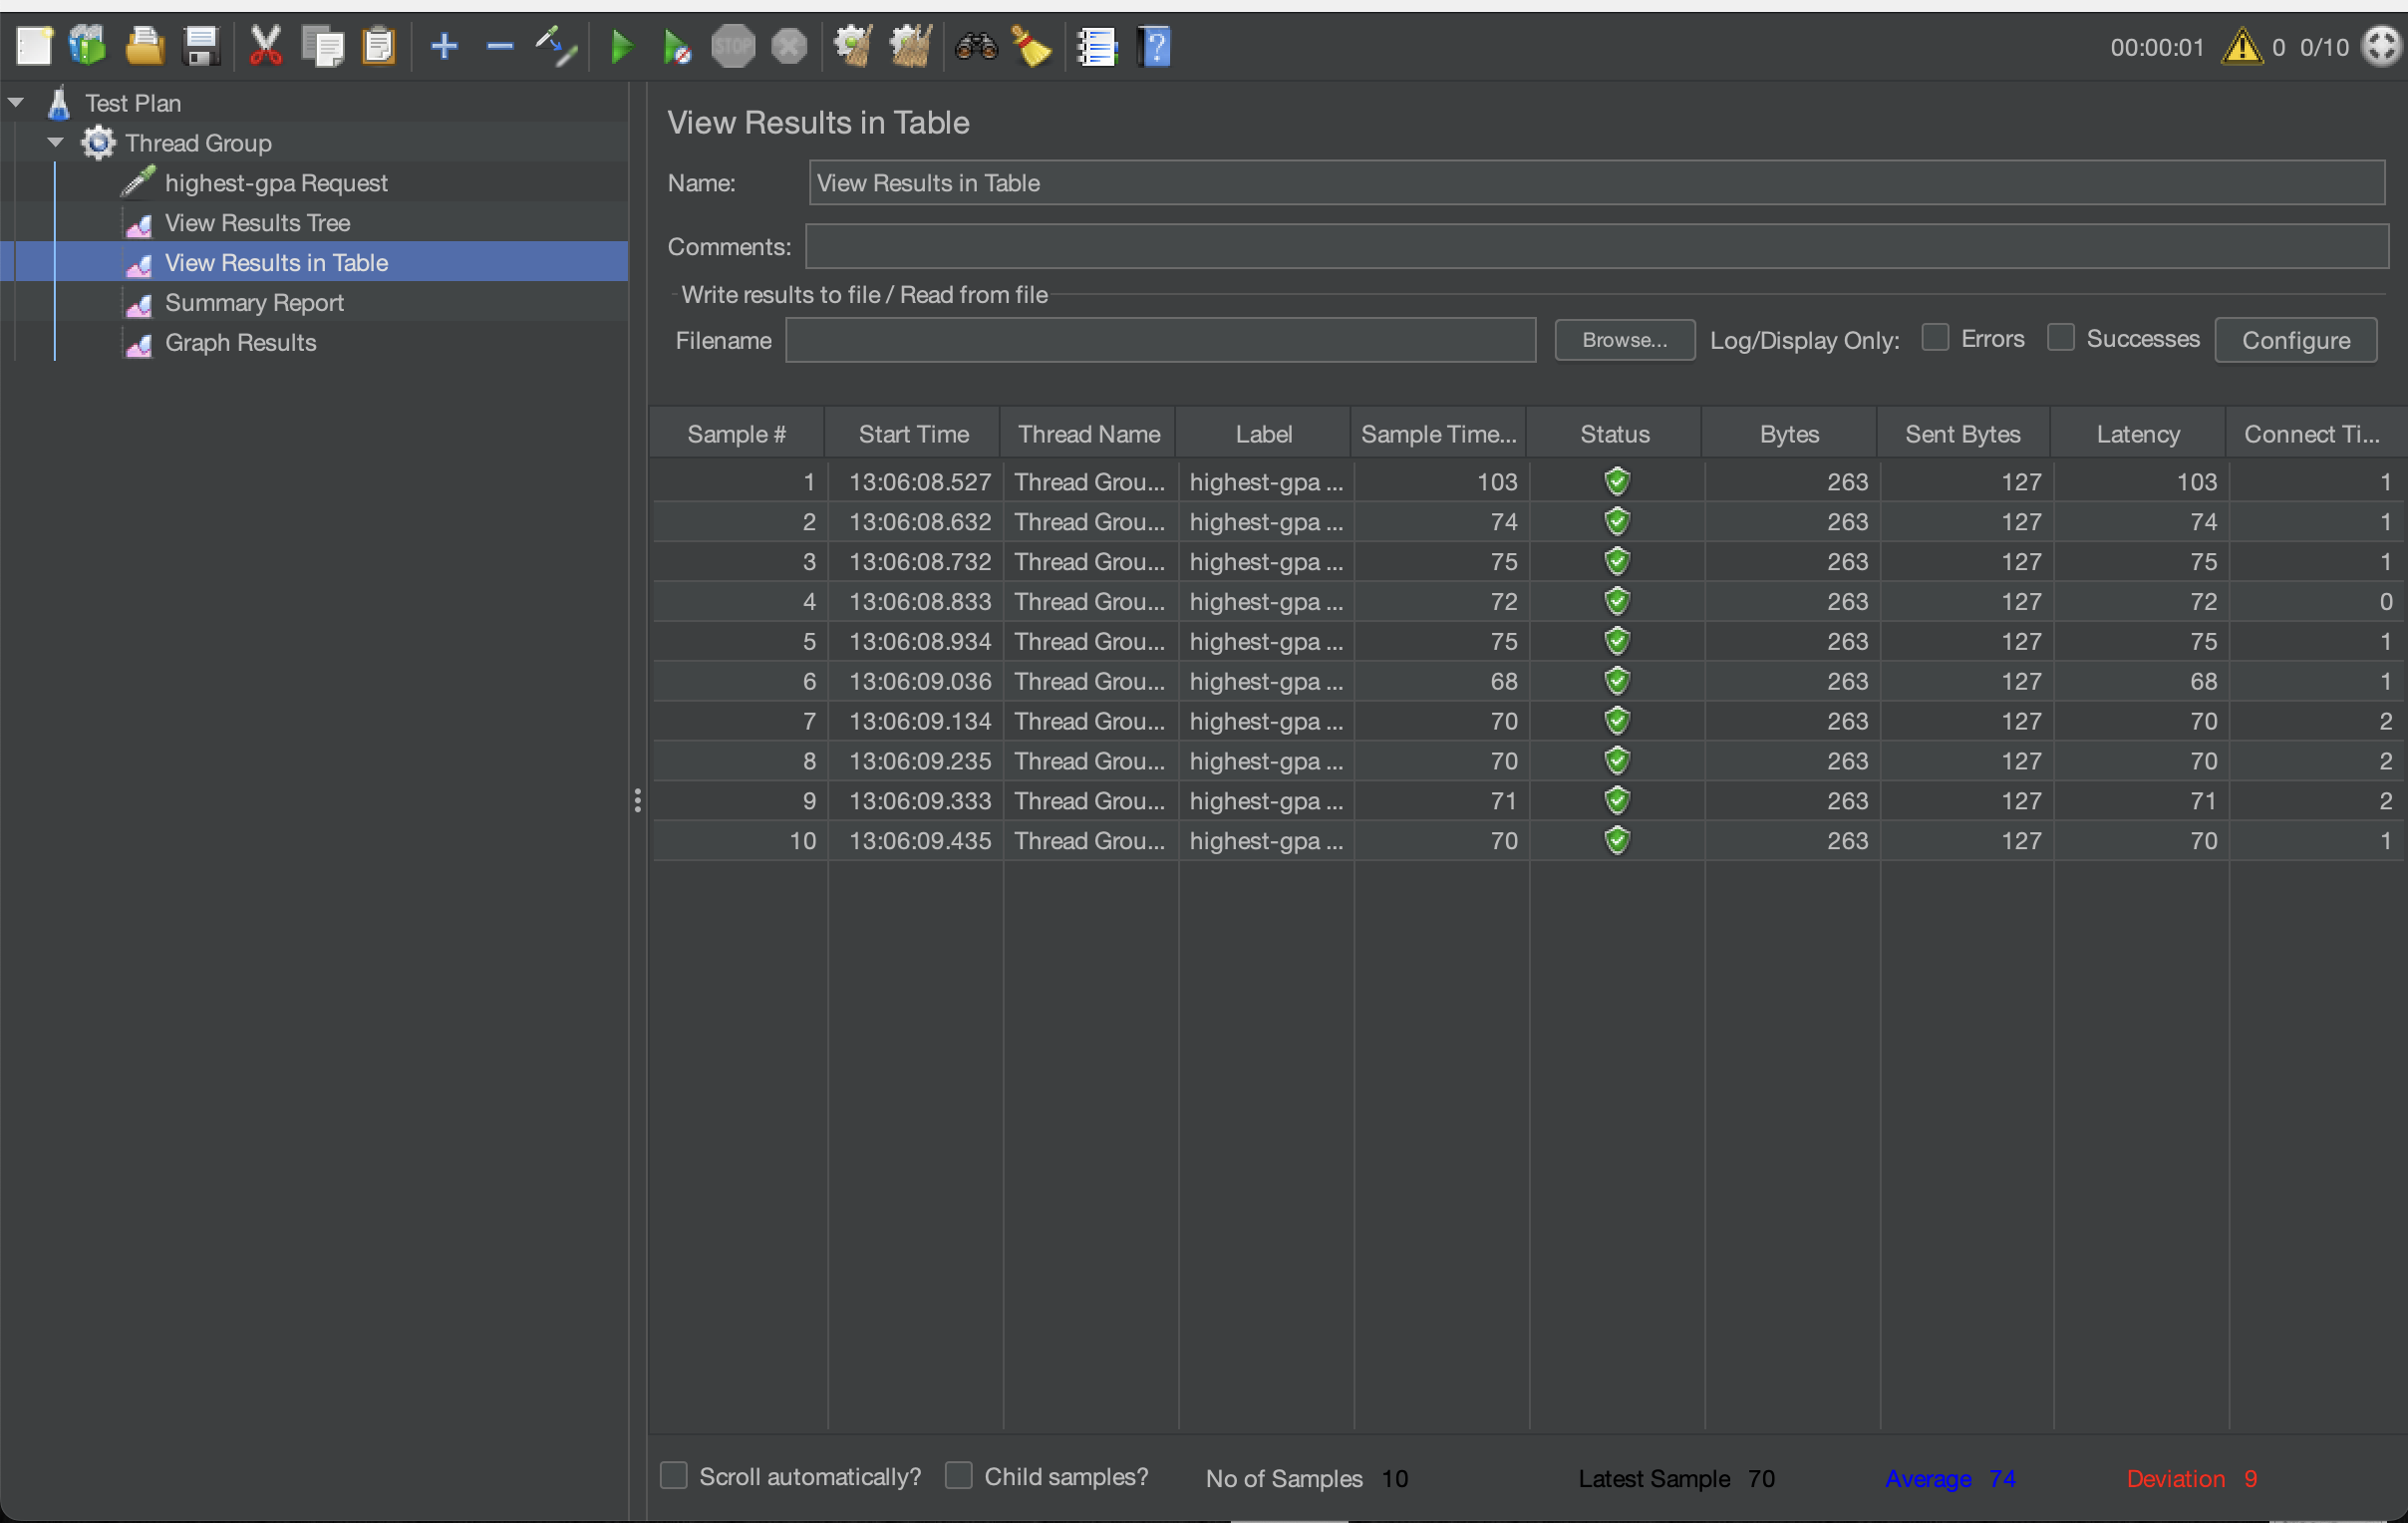 00:00:01 0 0/10
Test Plan
Thread Group
highest-gpa Request
View Results Tree
View Results in Table
Summary Report
Graph Results
View Results in Table
Name: View Results in Table
Comments:
Write results to file / Read from file
Filename Browse... Log/Display Only: Errors Successes Configure
Sample # Start Time Thread Name Label Sample Time... Status Bytes Sent Bytes Latency Connect Ti...
1 13:06:08.527 Thread Grou... highest-gpa ... 103 263 127 103 1
2 13:06:08.632 Thread Grou... highest-gpa ... 74 263 127 74 1
3 13:06:08.732 Thread Grou... highest-gpa ... 75 263 127 75 1
4 13:06:08.833 Thread Grou... highest-gpa ... 72 263 127 72 0
5 13:06:08.934 Thread Grou... highest-gpa ... 75 263 127 75 1
6 13:06:09.036 Thread Grou... highest-gpa ... 68 263 127 68 1
7 13:06:09.134 Thread Grou... highest-gpa ... 70 263 127 70 2
8 13:06:09.235 Thread Grou... highest-gpa ... 70 263 127 70 2
9 13:06:09.333 Thread Grou... highest-gpa ... 71 263 127 71 2
10 13:06:09.435 Thread Grou... highest-gpa ... 70 263 127 70 1
Scroll automatically? Child samples? No of Samples 10 Latest Sample 70 Average 74 Deviation 9
STOP
?